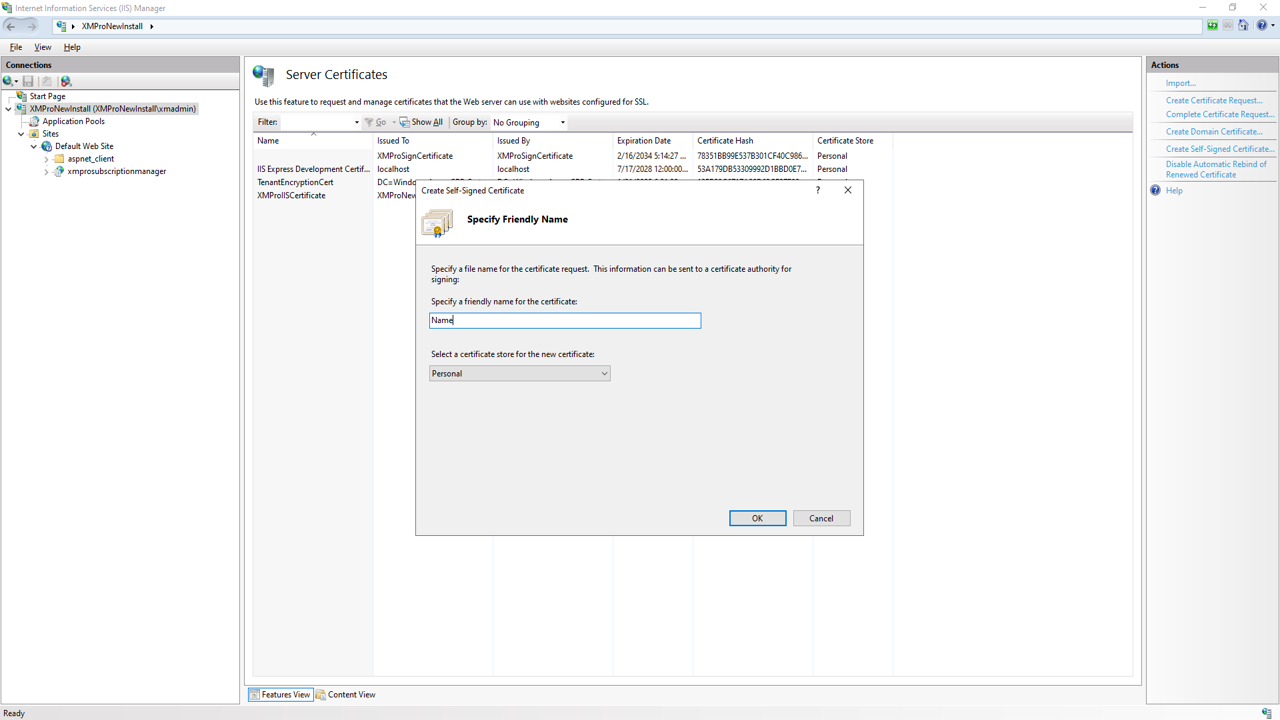 Internet Information Services (IIS) Manager
XMProNewInstall
File View Help
Connections
Start Page
XMProNewInstall (XMProNewInstall\xmadmin)
Application Pools
Sites
Default Web Site
aspnet_client
xmprosubscriptionmanager
Server Certificates
Use this feature to request and manage certificates that the Web server can use with websites configured for SSL.
Filter: Go Show All Group by: No Grouping
Name Issued To Issued By Expiration Date Certificate Hash Certificate Store
XMProSignCertificate XMProSignCertificate 2/16/2034 5:14:27 ... 78351BB99E537B301CF40C986... Personal
IIS Express Development Certif... localhost localhost 7/17/2028 12:00:00... 53A179DB53309992D1BBD0E7... Personal
TenantEncryptionCert
XMProIISCertificate XMProNew
Create Self-Signed Certificate
Specify Friendly Name
Specify a file name for the certificate request. This information can be sent to a certificate authority for
signing:
Specify a friendly name for the certificate:
Name
Select a certificate store for the new certificate:
Personal
OK Cancel
Features View Content View
Actions
Import...
Create Certificate Request...
Complete Certificate Request...
Create Domain Certificate...
Create Self-Signed Certificate...
Disable Automatic Rebind of
Renewed Certificate
Help
Ready